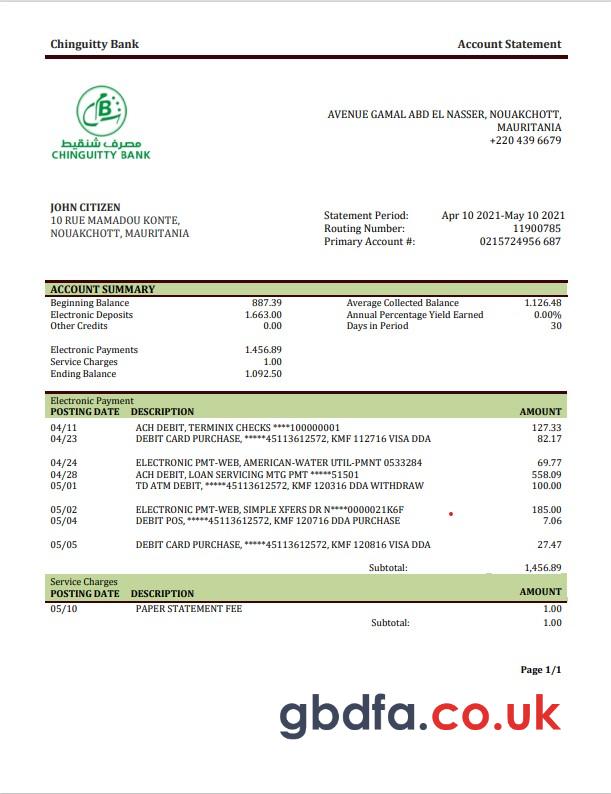 Chinguitty Bank Account Statement
مصرف شنقيط
CHINGUITTY BANK
AVENUE GAMAL ABD EL NASSER, NOUAKCHOTT,
MAURITANIA
+220 439 6679
JOHN CITIZEN
10 RUE MAMADOU KONTE,
NOUAKCHOTT, MAURITANIA
Statement Period: Apr 10 2021-May 10 2021
Routing Number: 11900785
Primary Account #: 0215724956 687
ACCOUNT SUMMARY
Beginning Balance 887.39 Average Collected Balance 1.126.48
Electronic Deposits 1.663.00 Annual Percentage Yield Earned 0.00%
Other Credits 0.00 Days in Period 30
Electronic Payments 1.456.89
Service Charges 1.00
Ending Balance 1.092.50
Electronic Payment
POSTING DATE DESCRIPTION AMOUNT
04/11 ACH DEBIT, TERMINIX CHECKS ****100000001 127.33
04/23 DEBIT CARD PURCHASE, *****45113612572, KMF 112716 VISA DDA 82.17
04/24 ELECTRONIC PMT-WEB, AMERICAN-WATER UTIL-PMNT 0533284 69.77
04/28 ACH DEBIT, LOAN SERVICING MTG PMT *****51501 558.09
05/01 TD ATM DEBIT, *****45113612572, KMF 120316 DDA WITHDRAW 100.00
05/02 ELECTRONIC PMT-WEB, SIMPLE XFERS DR N****0000021K6F 185.00
05/04 DEBIT POS, *****45113612572, KMF 120716 DDA PURCHASE 7.06
05/05 DEBIT CARD PURCHASE, *****45113612572, KMF 120816 VISA DDA 27.47
Subtotal: 1,456.89
Service Charges
POSTING DATE DESCRIPTION AMOUNT
05/10 PAPER STATEMENT FEE 1.00
Subtotal: 1.00
Page 1/1
gbdfa.co.uk